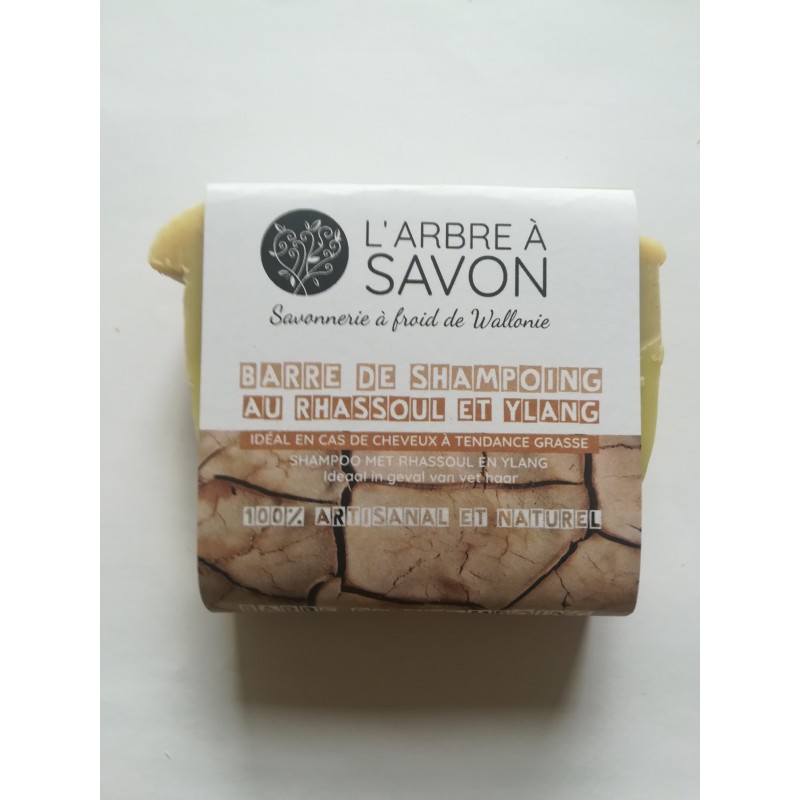 L'ARBRE À
SAVON
Savonnerie à froid de Wallonie
BARRE DE SHAMPOING
AU RHASSOUL ET YLANG
IDÉAL EN CAS DE CHEVEUX À TENDANCE GRASSE
SHAMPOO MET RHASSOUL EN YLANG
Ideaal in geval van vet haar
100% ARTISANAL ET NATUREL